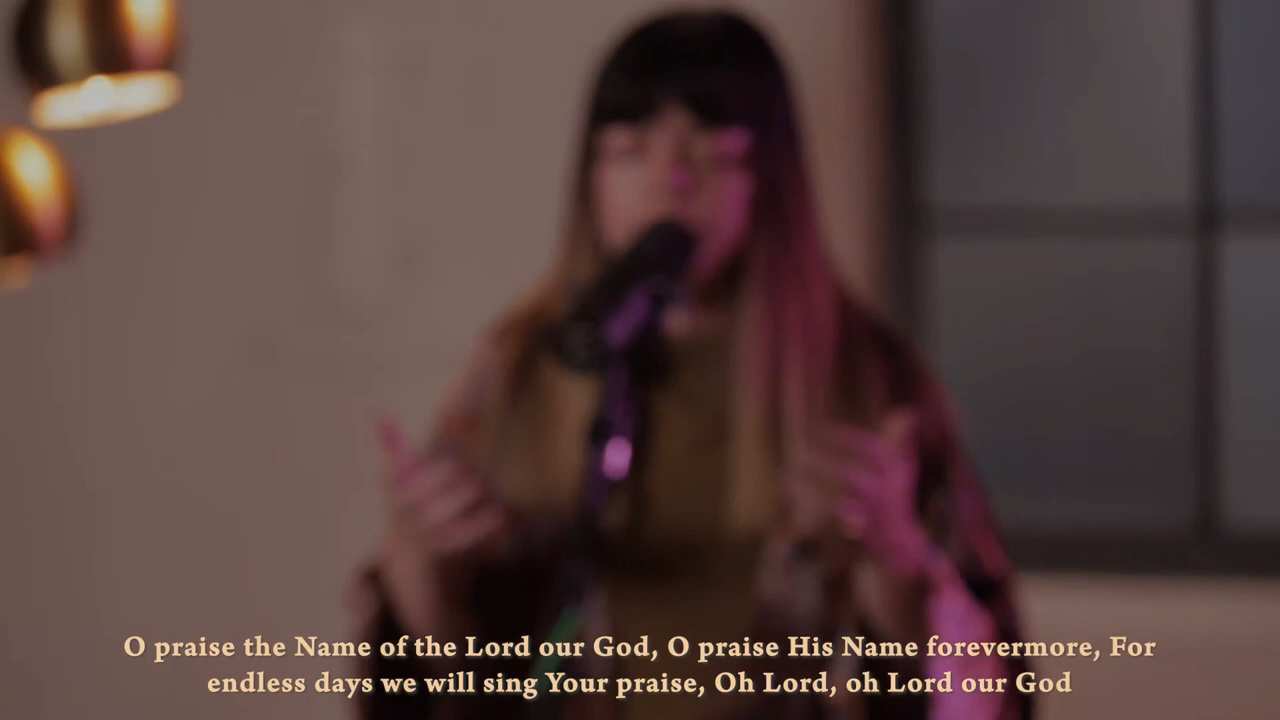 O praise the Name of the Lord our God, O praise His Name forevermore, For
endless days we will sing Your praise, Oh Lord, oh Lord our God